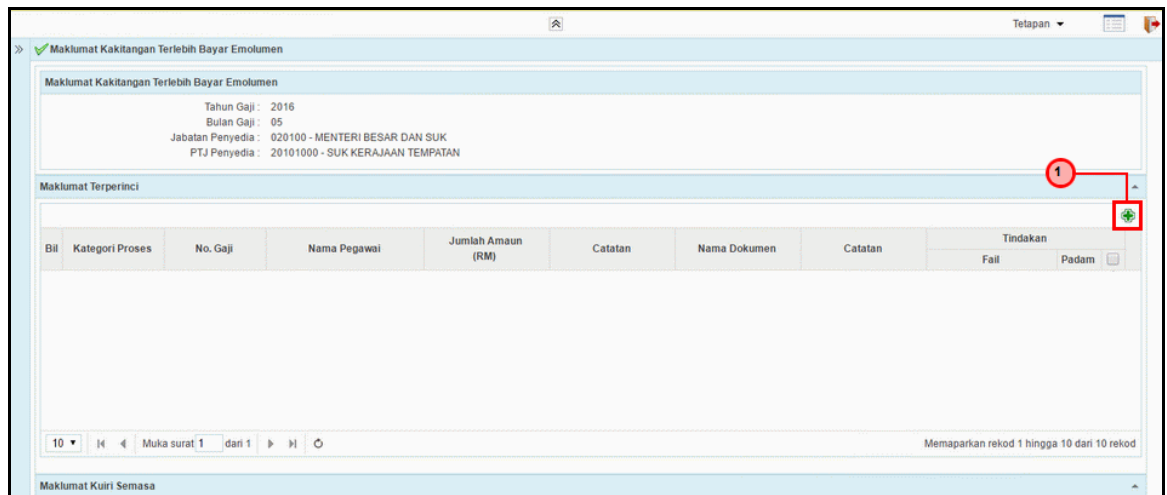 Tetapan
Maklumat Kakitangan Terlebih Bayar Emolumen
Maklumat Kakitangan Terlebih Bayar Emolumen
Tahun Gaji : 2016
Bulan Gaji : 05
Jabatan Penyedia : 020100 - MENTERI BESAR DAN SUK
PTJ Penyedia : 20101000 - SUK KERAJAAN TEMPATAN
1
Maklumat Terperinci
Bil Kategori Proses No. Gaji Nama Pegawai Jumlah Amaun (RM) Catatan Nama Dokumen Catatan Tindakan
Fail Padam
10 Muka surat 1 dari 1 Memaparkan rekod 1 hingga 10 dari 10 rekod
Maklumat Kuiri Semasa